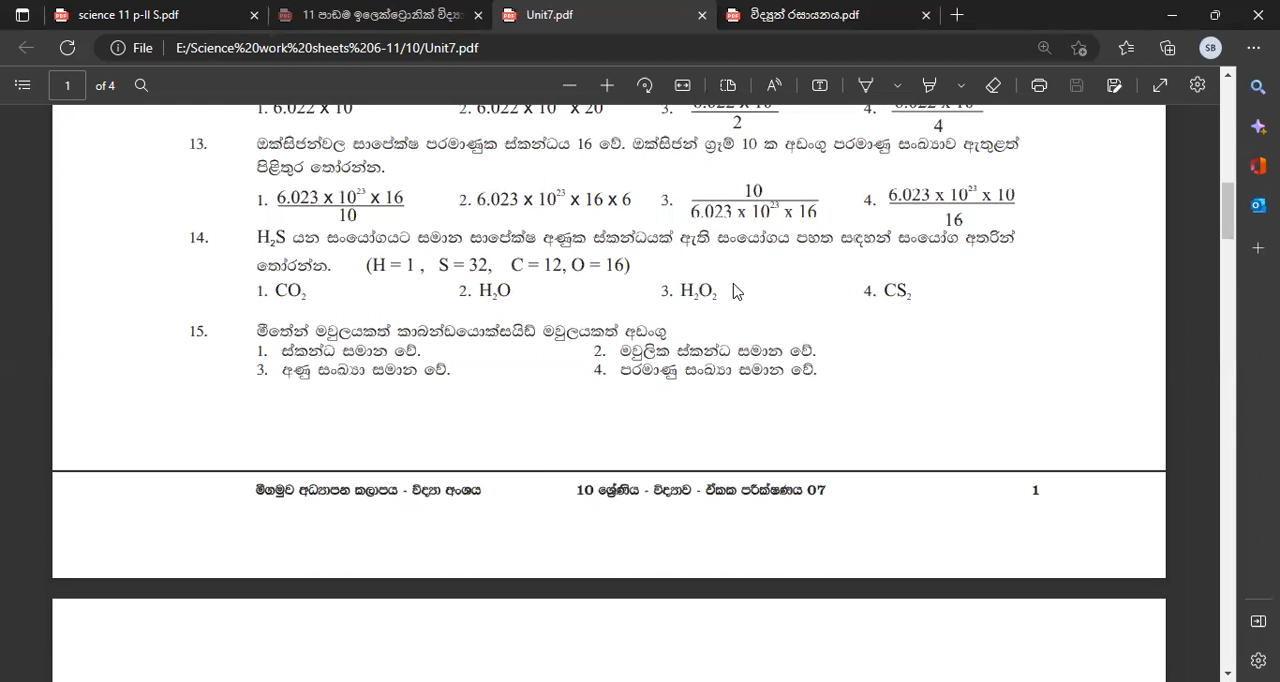 science 11 p-II S.pdf
11 පාඩම ඉලෙක්ට්‍රොනික් විද්‍යා
Unit7.pdf
විද්‍යුත් රසායනය.pdf
File
E:/Science%20work%20sheets%206-11/10/Unit7.pdf
SB
1 of 4
1. 6.022 x 10 2. 6.022 x 10 x 20 3. 2 4. 4
13. ඔක්සිජන්වල සාපේක්ෂ පරමාණුක ස්කන්ධය 16 වේ. ඔක්සිජන් ග්‍රෑම් 10 ක අඩංගු පරමාණු සංඛ්‍යාව ඇතුළත්
පිළිතුර තෝරන්න.
1. 6.023 x 10²³ x 16 / 10 2. 6.023 x 10²³ x 16 x 6 3. 10 / 6.023 x 10²³ x 16 4. 6.023 x 10²³ x 10 / 16
14. H₂S යන සංයෝගයට සමාන සාපේක්ෂ අණුක ස්කන්ධයක් ඇති සංයෝගය පහත සඳහන් සංයෝග අතරින්
තෝරන්න. (H = 1 , S = 32, C = 12, O = 16)
1. CO₂ 2. H₂O 3. H₂O₂ 4. CS₂
15. මීතේන් මවුලයකත් කාබන්ඩයොක්සයිඩ් මවුලයකත් අඩංගු
1. ස්කන්ධ සමාන වේ. 2. මවුලික ස්කන්ධ සමාන වේ.
3. අණු සංඛ්‍යා සමාන වේ. 4. පරමාණු සංඛ්‍යා සමාන වේ.
මීගමුව අධ්‍යාපන කලාපය - විද්‍යා අංශය 10 ශ්‍රේණිය - විද්‍යාව - ඒකක පරීක්ෂණය 07 1